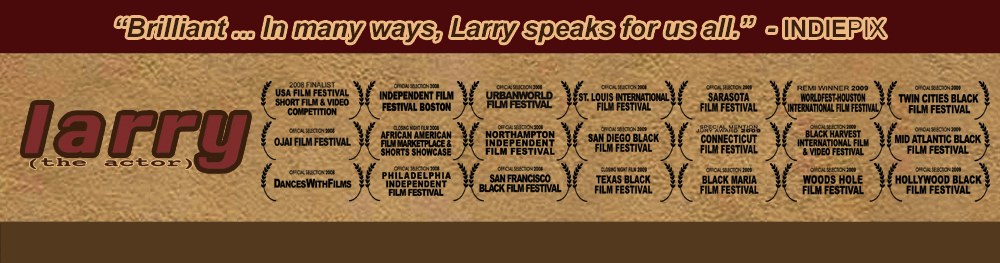 “Brilliant ... In many ways, Larry speaks for us all.” - INDIEPIX
larry
(the actor)
2008 FINALIST
USA FILM FESTIVAL
SHORT FILM & VIDEO
COMPETITION
OFFICIAL SELECTION 2008
INDEPENDENT FILM
FESTIVAL BOSTON
OFFICIAL SELECTION 2008
URBANWORLD
FILM FESTIVAL
OFFICIAL SELECTION 2008
ST. LOUIS INTERNATIONAL
FILM FESTIVAL
OFFICIAL SELECTION 2009
SARASOTA
FILM FESTIVAL
REMI WINNER 2009
WORLDFEST-HOUSTON
INTERNATIONAL FILM FESTIVAL
OFFICIAL SELECTION 2009
TWIN CITIES BLACK
FILM FESTIVAL
OFFICIAL SELECTION 2008
OJAI FILM FESTIVAL
CLOSING NIGHT FILM 2008
AFRICAN AMERICAN
FILM MARKETPLACE &
SHORTS SHOWCASE
OFFICIAL SELECTION 2008
NORTHAMPTON
INDEPENDENT
FILM FESTIVAL
OFFICIAL SELECTION 2009
SAN DIEGO BLACK
FILM FESTIVAL
SPECIAL MENTION
JURY AWARD 2009
CONNECTICUT
FILM FESTIVAL
OFFICIAL SELECTION 2009
BLACK HARVEST
INTERNATIONAL FILM
& VIDEO FESTIVAL
OFFICIAL SELECTION 2009
MID ATLANTIC BLACK
FILM FESTIVAL
OFFICIAL SELECTION 2008
DANCESWITHFILMS
OFFICIAL SELECTION 2008
PHILADELPHIA
INDEPENDENT
FILM FESTIVAL
OFFICIAL SELECTION 2008
SAN FRANCISCO
BLACK FILM FESTIVAL
CLOSING NIGHT FILM 2009
TEXAS BLACK
FILM FESTIVAL
OFFICIAL SELECTION 2009
BLACK MARIA
FILM FESTIVAL
OFFICIAL SELECTION 2009
WOODS HOLE
FILM FESTIVAL
OFFICIAL SELECTION 2009
HOLLYWOOD BLACK
FILM FESTIVAL